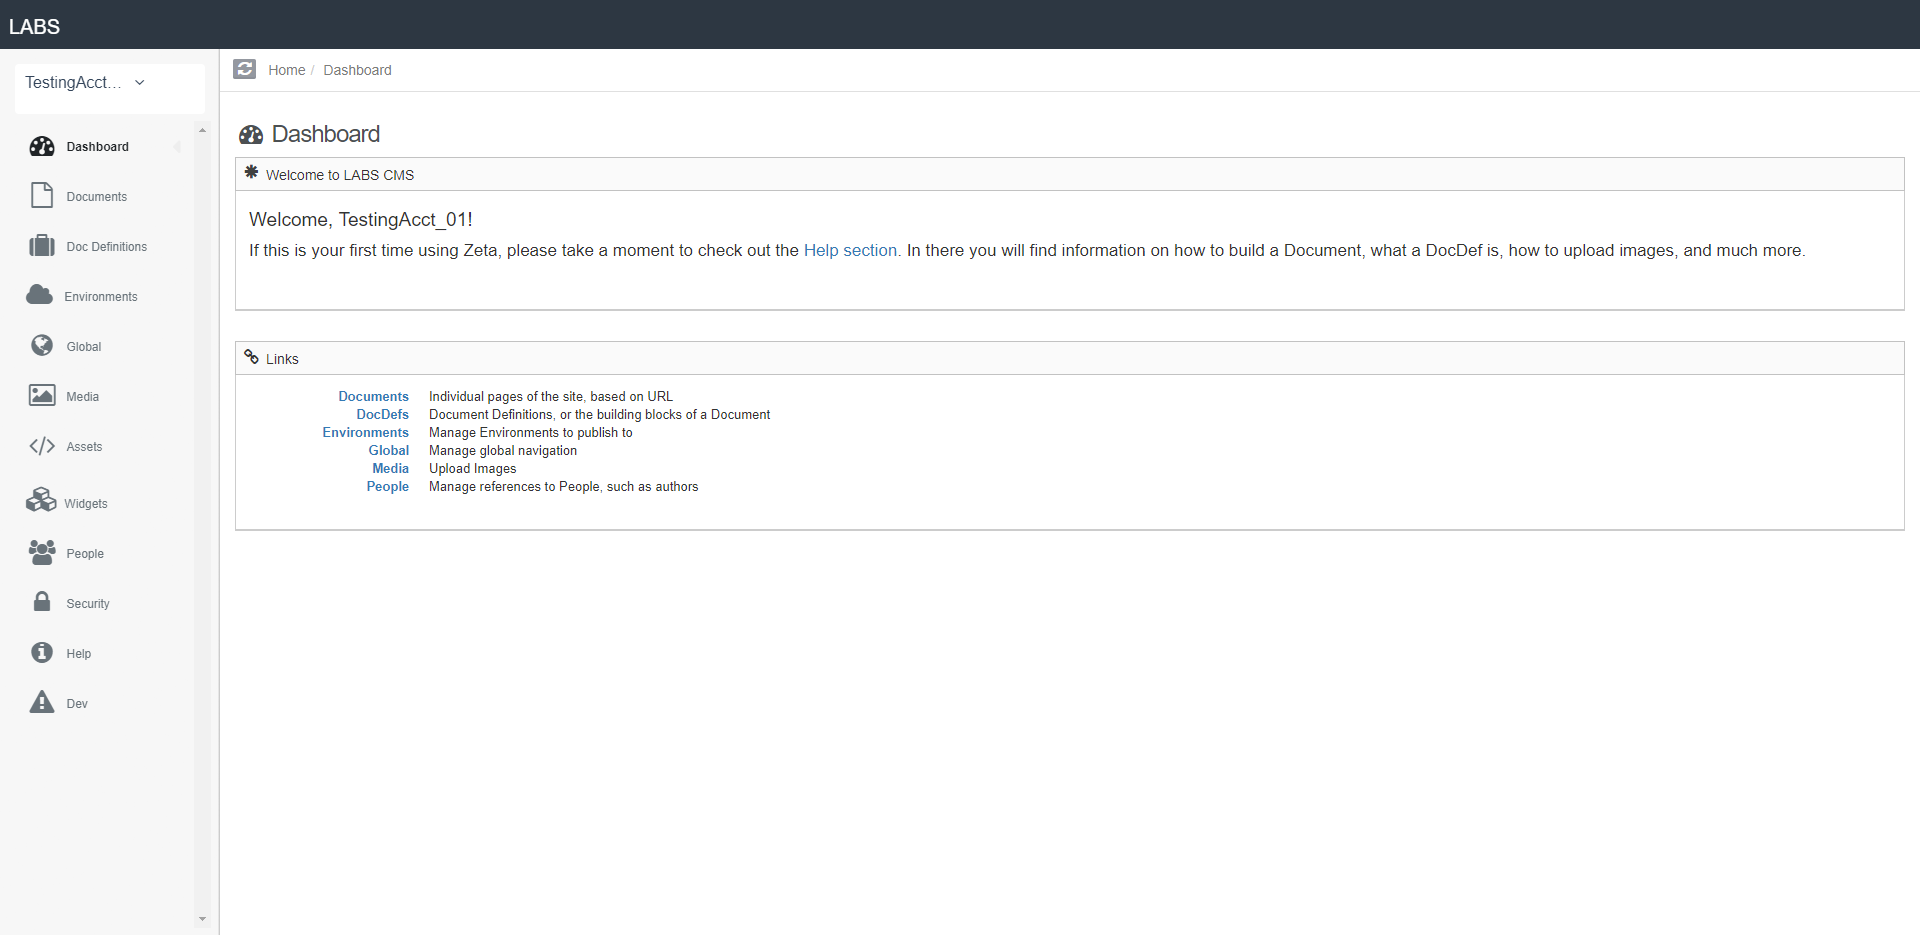 LABS
TestingAcct...
Home / Dashboard
Dashboard
Documents
Doc Definitions
Environments
Global
Media
Assets
Widgets
People
Security
Help
Dev
Dashboard
Welcome to LABS CMS
Welcome, TestingAcct_01!
If this is your first time using Zeta, please take a moment to check out the Help section. In there you will find information on how to build a Document, what a DocDef is, how to upload images, and much more.
Links
Documents Individual pages of the site, based on URL
DocDefs Document Definitions, or the building blocks of a Document
Environments Manage Environments to publish to
Global Manage global navigation
Media Upload Images
People Manage references to People, such as authors